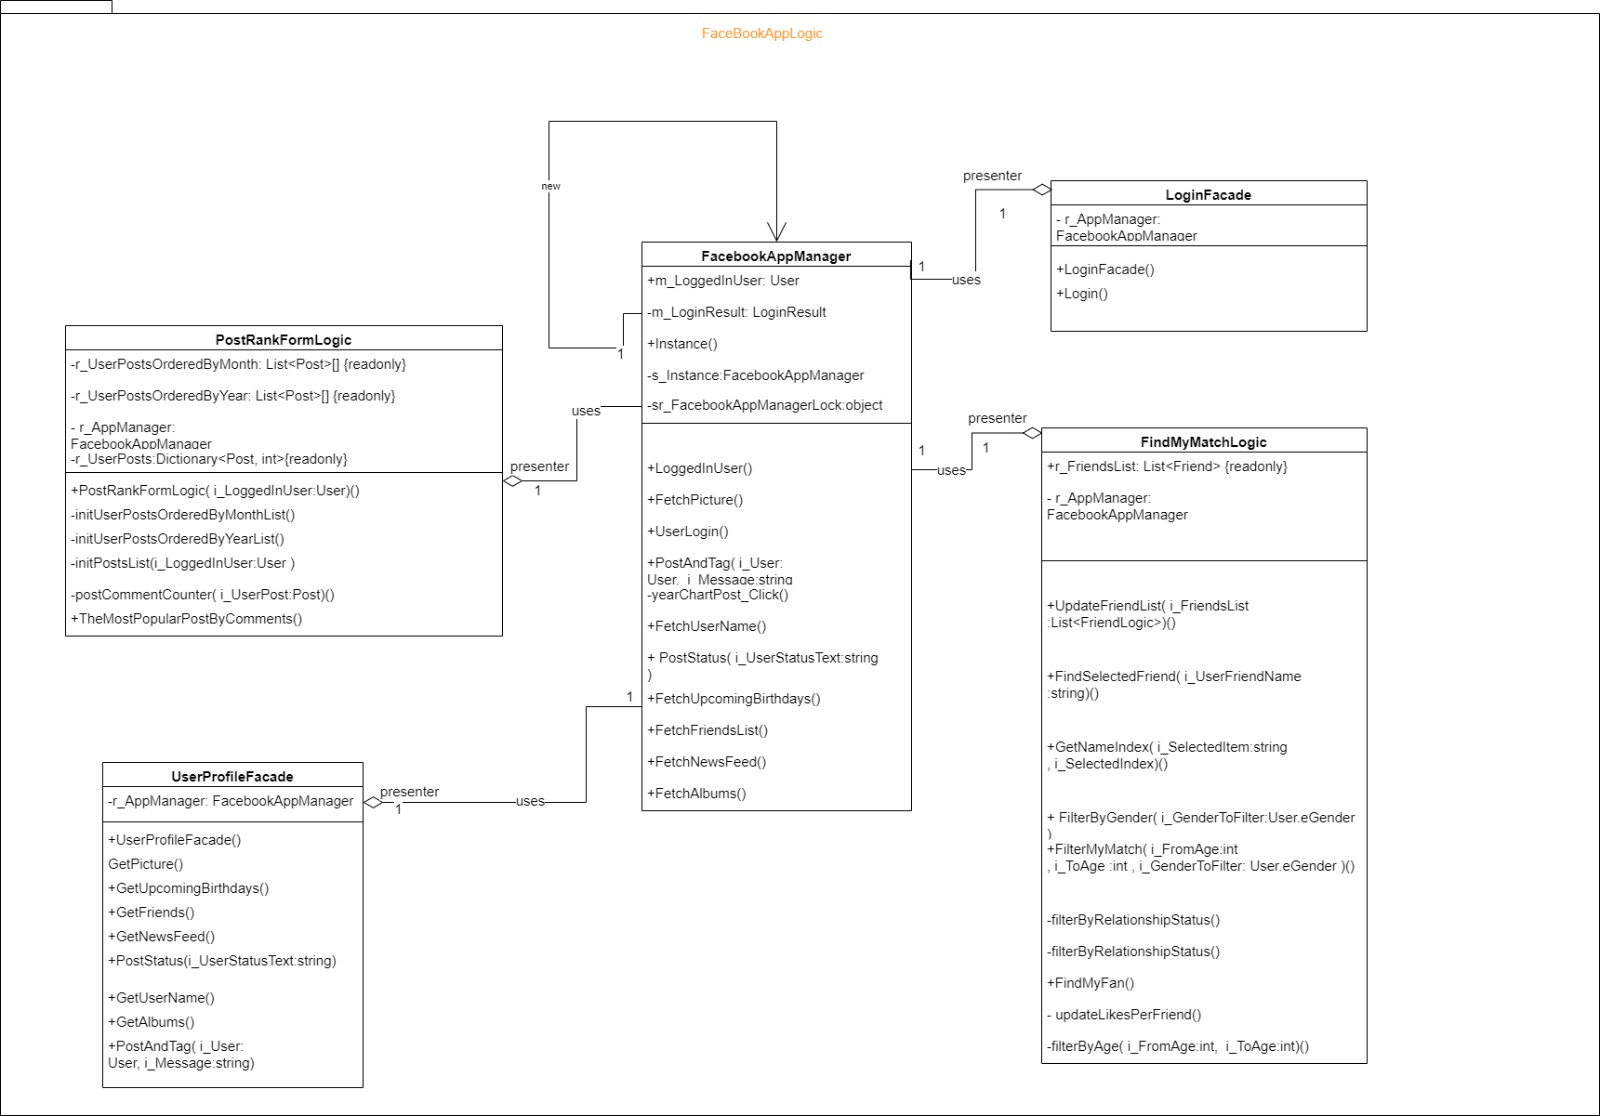 FaceBookAppLogic
new
FacebookAppManager
+m_LoggedInUser: User
-m_LoginResult: LoginResult
+Instance()
-s_Instance:FacebookAppManager
-sr_FacebookAppManagerLock:object
+LoggedInUser()
+FetchPicture()
+UserLogin()
+PostAndTag( i_User:
User, i_Message:string
-yearChartPost_Click()
+FetchUserName()
+ PostStatus( i_UserStatusText:string
)
+FetchUpcomingBirthdays()
+FetchFriendsList()
+FetchNewsFeed()
+FetchAlbums()
1
presenter
1
1
uses
LoginFacade
- r_AppManager:
FacebookAppManager
+LoginFacade()
+Login()
PostRankFormLogic
-r_UserPostsOrderedByMonth: List<Post>[] {readonly}
-r_UserPostsOrderedByYear: List<Post>[] {readonly}
- r_AppManager:
FacebookAppManager
-r_UserPosts:Dictionary<Post, int>{readonly}
+PostRankFormLogic( i_LoggedInUser:User)()
-initUserPostsOrderedByMonthList()
-initUserPostsOrderedByYearList()
-initPostsList(i_LoggedInUser:User )
-postCommentCounter( i_UserPost:Post)()
+TheMostPopularPostByComments()
uses
presenter
1
presenter
1
1
uses
FindMyMatchLogic
+r_FriendsList: List<Friend> {readonly}
- r_AppManager:
FacebookAppManager
+UpdateFriendList( i_FriendsList
:List<FriendLogic>)()
+FindSelectedFriend( i_UserFriendName
:string)()
+GetNameIndex( i_SelectedItem:string
, i_SelectedIndex)()
+ FilterByGender( i_GenderToFilter:User.eGender
)
+FilterMyMatch( i_FromAge:int
, i_ToAge :int , i_GenderToFilter: User.eGender )()
-filterByRelationshipStatus()
-filterByRelationshipStatus()
+FindMyFan()
- updateLikesPerFriend()
-filterByAge( i_FromAge:int, i_ToAge:int)()
1
presenter
1
uses
UserProfileFacade
-r_AppManager: FacebookAppManager
+UserProfileFacade()
GetPicture()
+GetUpcomingBirthdays()
+GetFriends()
+GetNewsFeed()
+PostStatus(i_UserStatusText:string)
+GetUserName()
+GetAlbums()
+PostAndTag( i_User:
User, i_Message:string)